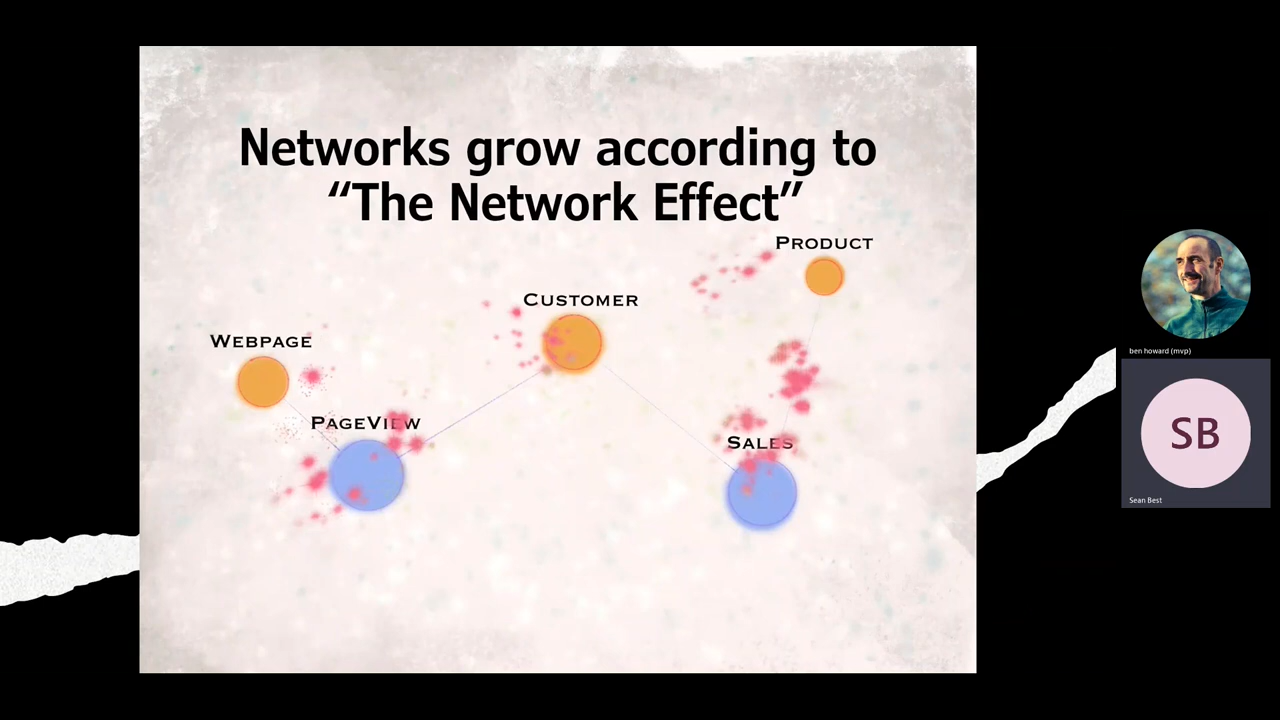 Networks grow according to
“The Network Effect”
PRODUCT
CUSTOMER
WEBPAGE
PAGEVIEW
SALES
ben howard (mvp)
SB
Sean Best